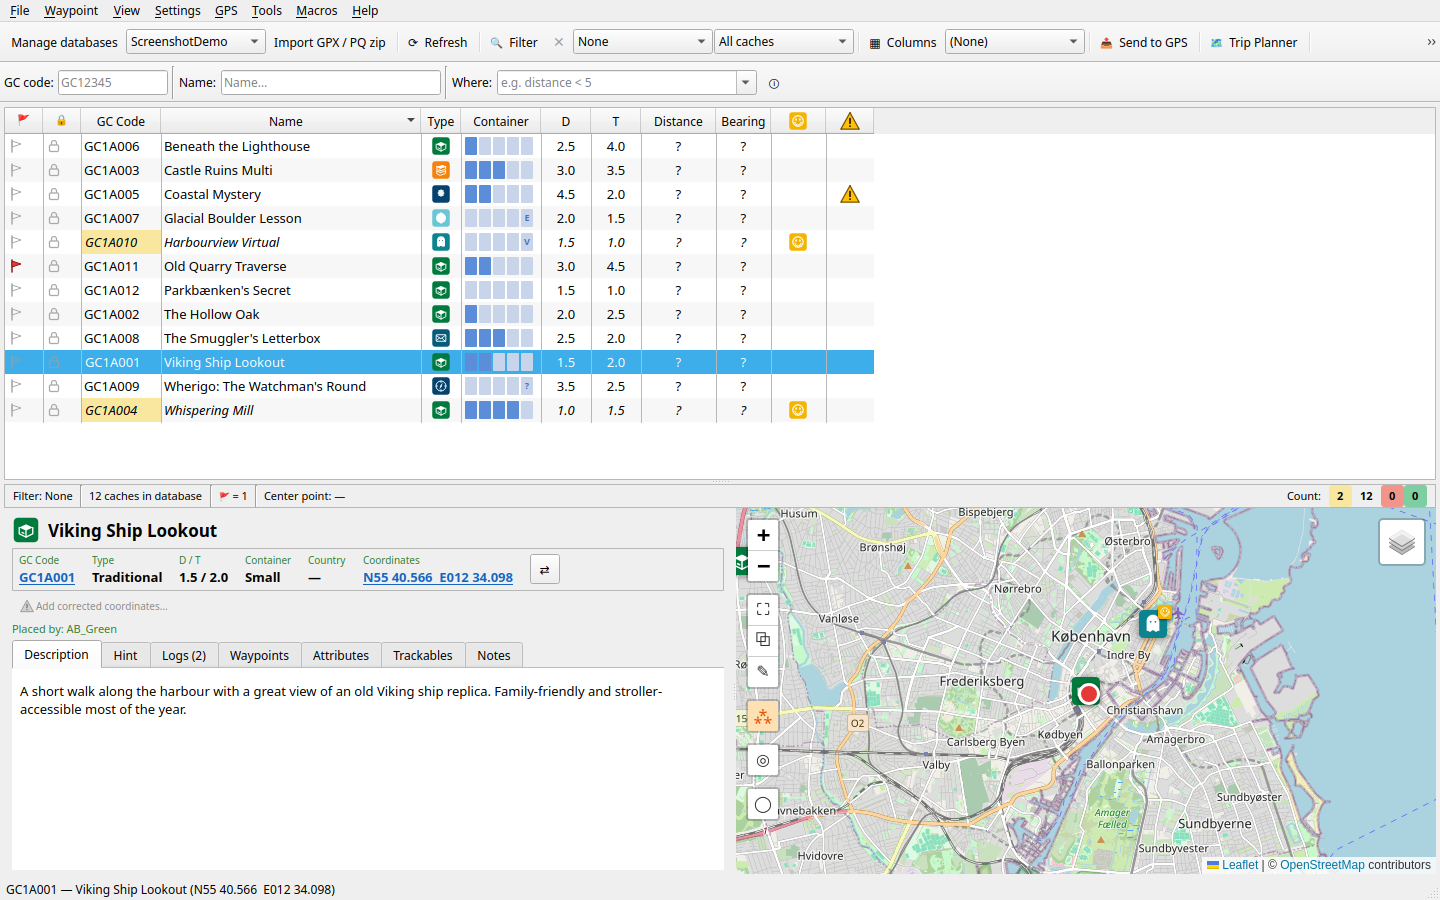 File Waypoint View Settings GPS Tools Macros Help
Manage databases ScreenshotDemo Import GPX / PQ zip Refresh Filter None All caches Columns (None) Send to GPS Trip Planner
GC code: GC12345 Name: Name... Where: e.g. distance < 5
GC Code Name Type Container D T Distance Bearing
GC1A006 Beneath the Lighthouse 2.5 4.0 ? ?
GC1A003 Castle Ruins Multi 3.0 3.5 ? ?
GC1A005 Coastal Mystery 4.5 2.0 ? ?
GC1A007 Glacial Boulder Lesson E 2.0 1.5 ? ?
GC1A010 Harbourview Virtual V 1.5 1.0 ? ?
GC1A011 Old Quarry Traverse 3.0 4.5 ? ?
GC1A012 Parkbænken's Secret 1.5 1.0 ? ?
GC1A002 The Hollow Oak 2.0 2.5 ? ?
GC1A008 The Smuggler's Letterbox 2.5 2.0 ? ?
GC1A001 Viking Ship Lookout 1.5 2.0 ? ?
GC1A009 Wherigo: The Watchman's Round ? 3.5 2.5 ? ?
GC1A004 Whispering Mill 1.0 1.5 ? ?
Filter: None 12 caches in database = 1 Center point: — Count: 2 12 0 0
Viking Ship Lookout
GC Code Type D / T Container Country Coordinates
GC1A001 Traditional 1.5 / 2.0 Small — N55 40.566 E012 34.098
Add corrected coordinates...
Placed by: AB_Green
Description Hint Logs (2) Waypoints Attributes Trackables Notes
A short walk along the harbour with a great view of an old Viking ship replica. Family-friendly and stroller-
accessible most of the year.
Husum
Bispebjerg
Brønshøj
Østerbro
Nørrebro
Vanløse
København
Indre By
Frederiksberg
Christianshavn
O2
Kødbyen
Carlsberg Byen
Amagerbro
Valby
Ballonparken
Sundbyøster
Amager
Fælled
Sundbyerne
Sundbyvester
Hvidovre
Leaflet | © OpenStreetMap contributors
GC1A001 — Viking Ship Lookout (N55 40.566 E012 34.098)